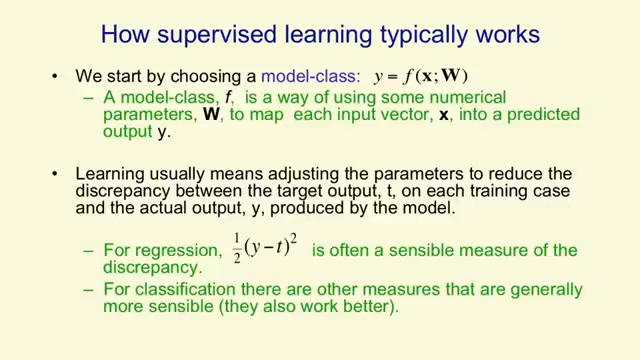 How supervised learning typically works
• We start by choosing a model-class: y = f(x;W)
– A model-class, f, is a way of using some numerical
parameters, W, to map each input vector, x, into a predicted
output y.
• Learning usually means adjusting the parameters to reduce the
discrepancy between the target output, t, on each training case
and the actual output, y, produced by the model.
– For regression, 1/2 (y − t)² is often a sensible measure of the
discrepancy.
– For classification there are other measures that are generally
more sensible (they also work better).